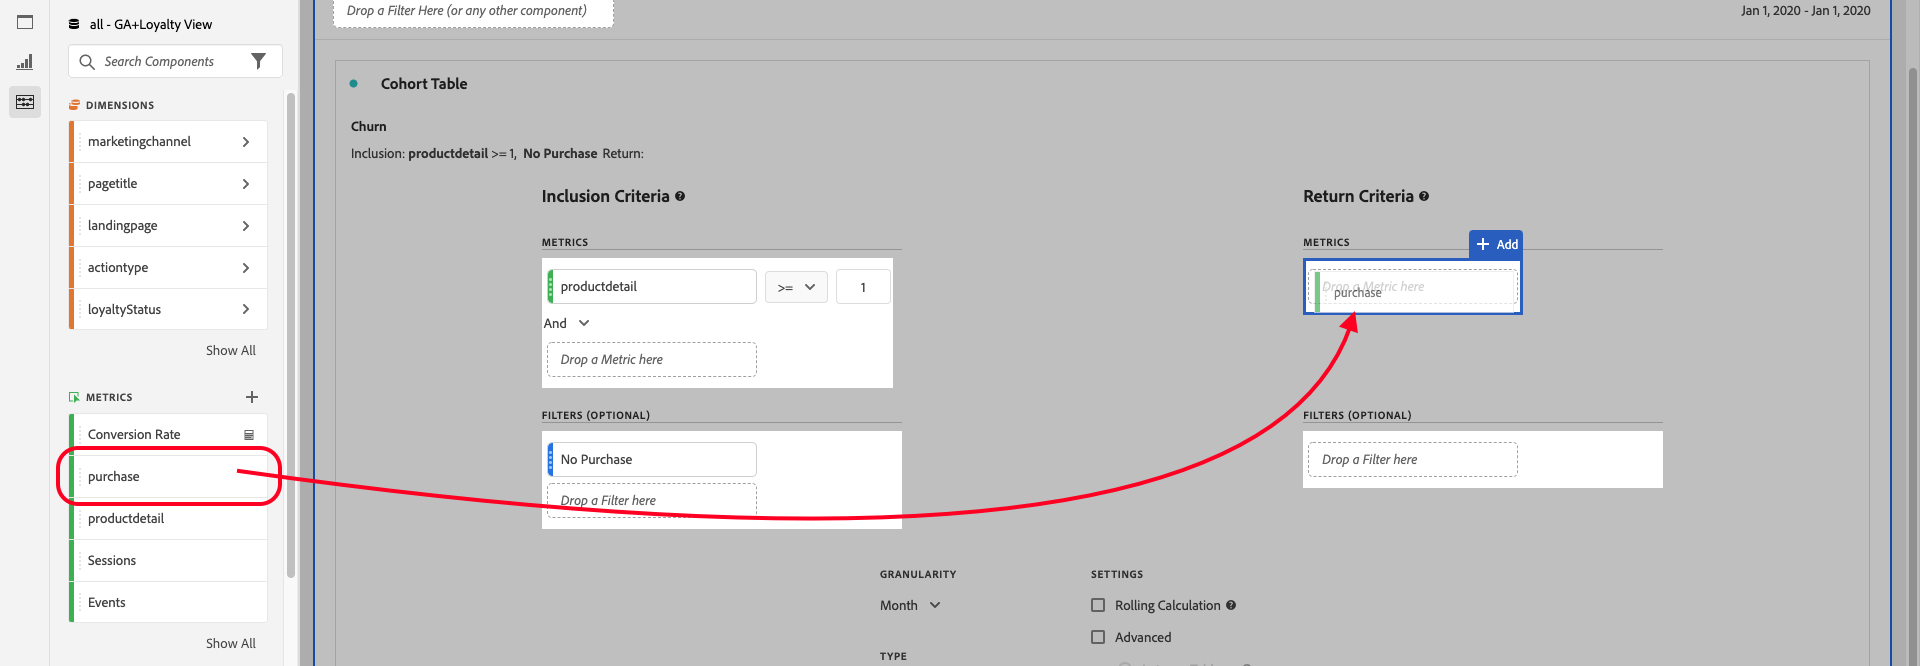 all - GA+Loyalty View
Search Components
DIMENSIONS
marketingchannel
pagetitle
landingpage
actiontype
loyaltyStatus
Show All
METRICS
Conversion Rate
purchase
productdetail
Sessions
Events
Show All
Drop a Filter Here (or any other component)
Jan 1, 2020 - Jan 1, 2020
Cohort Table
Churn
Inclusion: productdetail >= 1, No Purchase Return:
Inclusion Criteria
METRICS
productdetail >= 1
And
Drop a Metric here
FILTERS (OPTIONAL)
No Purchase
Drop a Filter here
Return Criteria
METRICS
+ Add
Drop a Metric here
purchase
FILTERS (OPTIONAL)
Drop a Filter here
GRANULARITY
Month
TYPE
SETTINGS
Rolling Calculation
Advanced